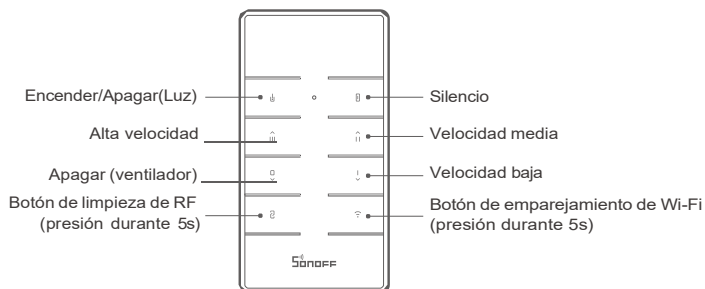 Encender/Apagar(Luz)
Silencio
Alta velocidad
Velocidad media
Apagar (ventilador)
Velocidad baja
Botón de limpieza de RF
(presión durante 5s)
Botón de emparejamiento de Wi-Fi
(presión durante 5s)
SONOFF